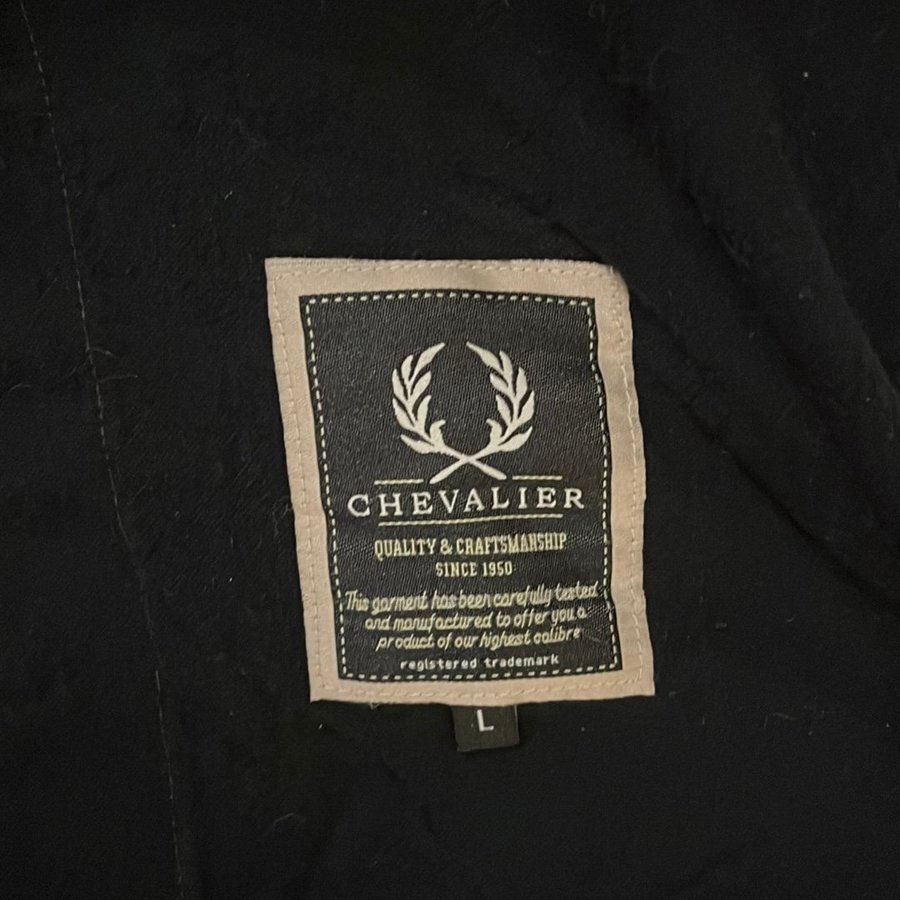 CHEVALIER
QUALITY & CRAFTSMANSHIP
SINCE 1950
This garment has been carefully tested
and manufactured to offer you a
product of our highest calibre
registered trademark
L